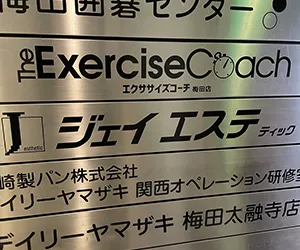 梅田囲碁センター
The Exercise Coach
エクササイズコーチ 梅田店
J
esthetic
ジェイ エステ ティック
崎製パン株式会社
イリーヤマザキ 関西オペレーション研修室
デイリーヤマザキ 梅田太融寺店